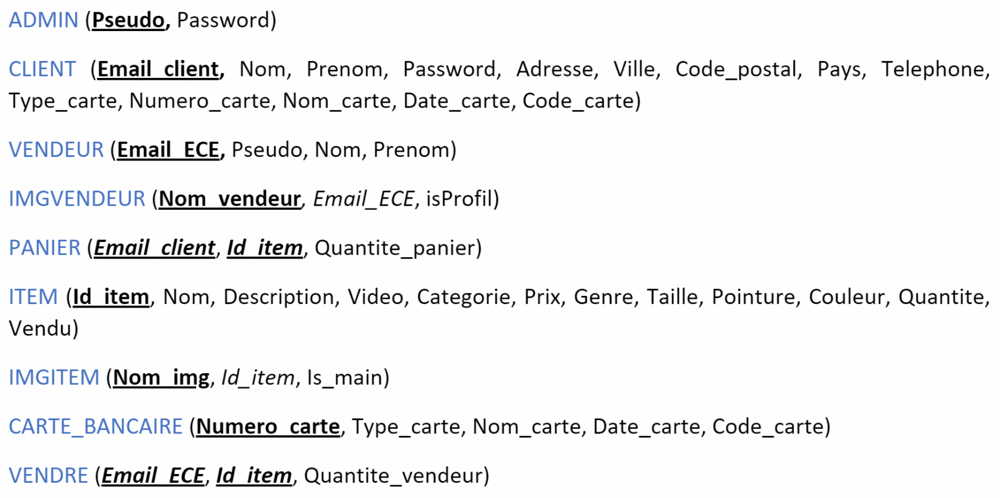 ADMIN (Pseudo, Password)
CLIENT (Email_client, Nom, Prenom, Password, Adresse, Ville, Code_postal, Pays, Telephone,
Type_carte, Numero_carte, Nom_carte, Date_carte, Code_carte)
VENDEUR (Email_ECE, Pseudo, Nom, Prenom)
IMGVENDEUR (Nom_vendeur, Email_ECE, isProfil)
PANIER (Email_client, Id_item, Quantite_panier)
ITEM (Id_item, Nom, Description, Video, Categorie, Prix, Genre, Taille, Pointure, Couleur, Quantite,
Vendu)
IMGITEM (Nom_img, Id_item, Is_main)
CARTE_BANCAIRE (Numero_carte, Type_carte, Nom_carte, Date_carte, Code_carte)
VENDRE (Email_ECE, Id_item, Quantite_vendeur)